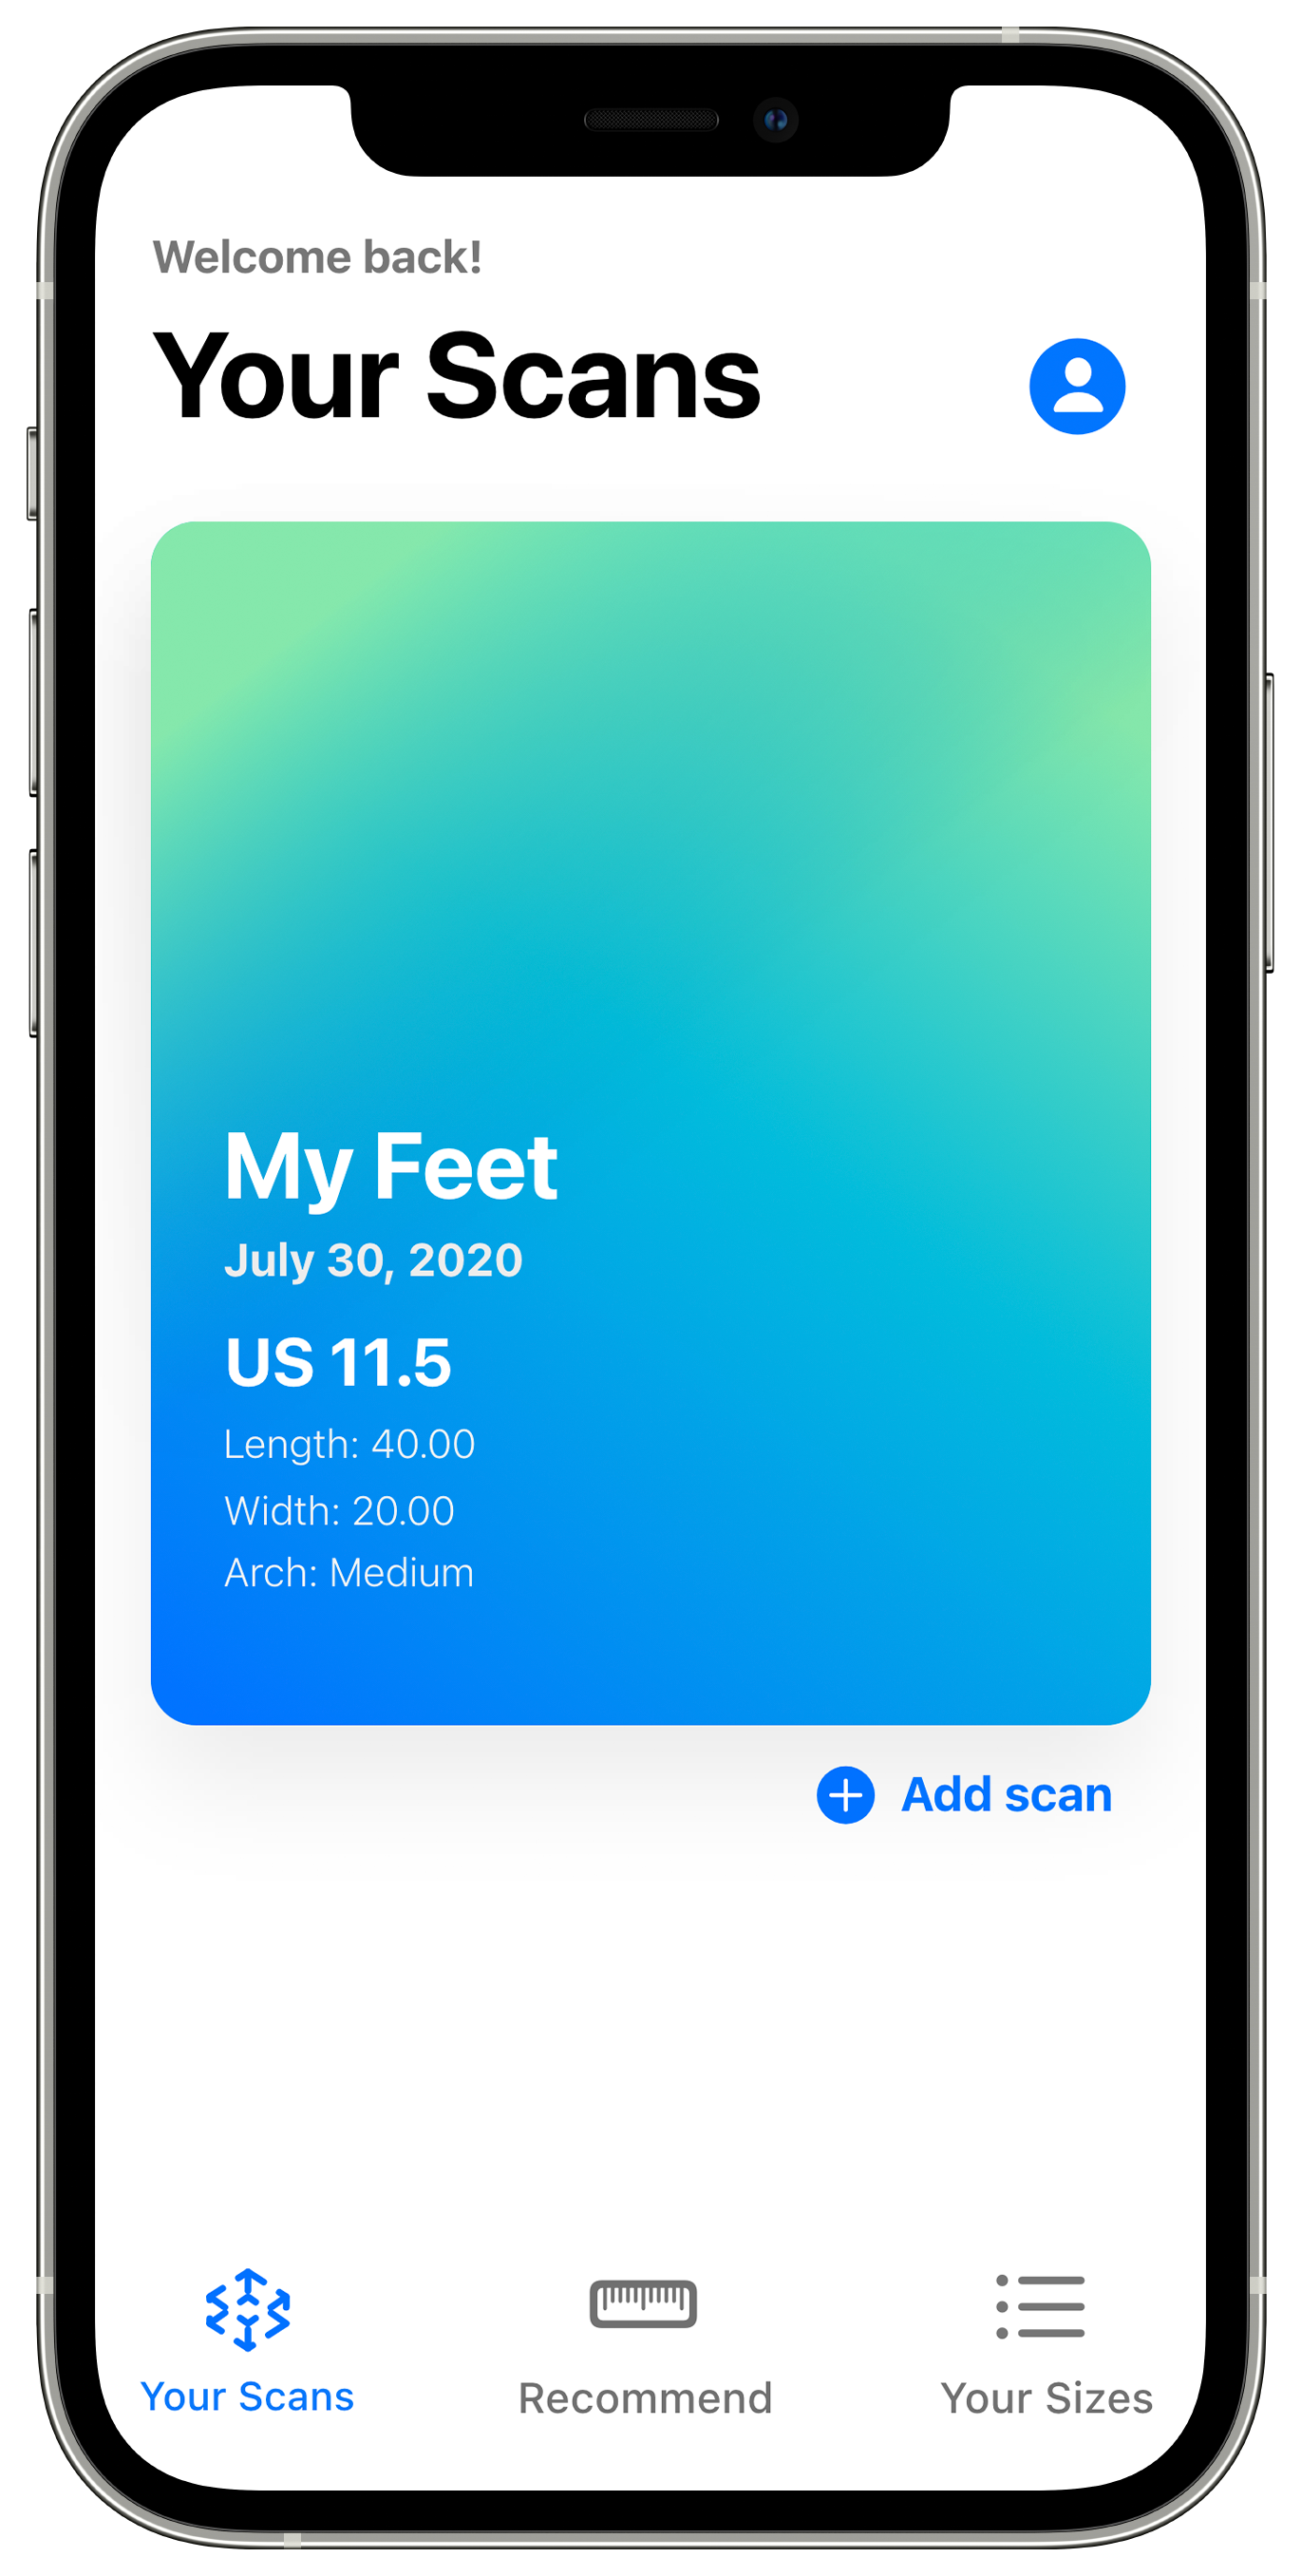 Welcome back!
Your Scans
My Feet
July 30, 2020
US 11.5
Length: 40.00
Width: 20.00
Arch: Medium
Add scan
Your Scans
Recommend
Your Sizes